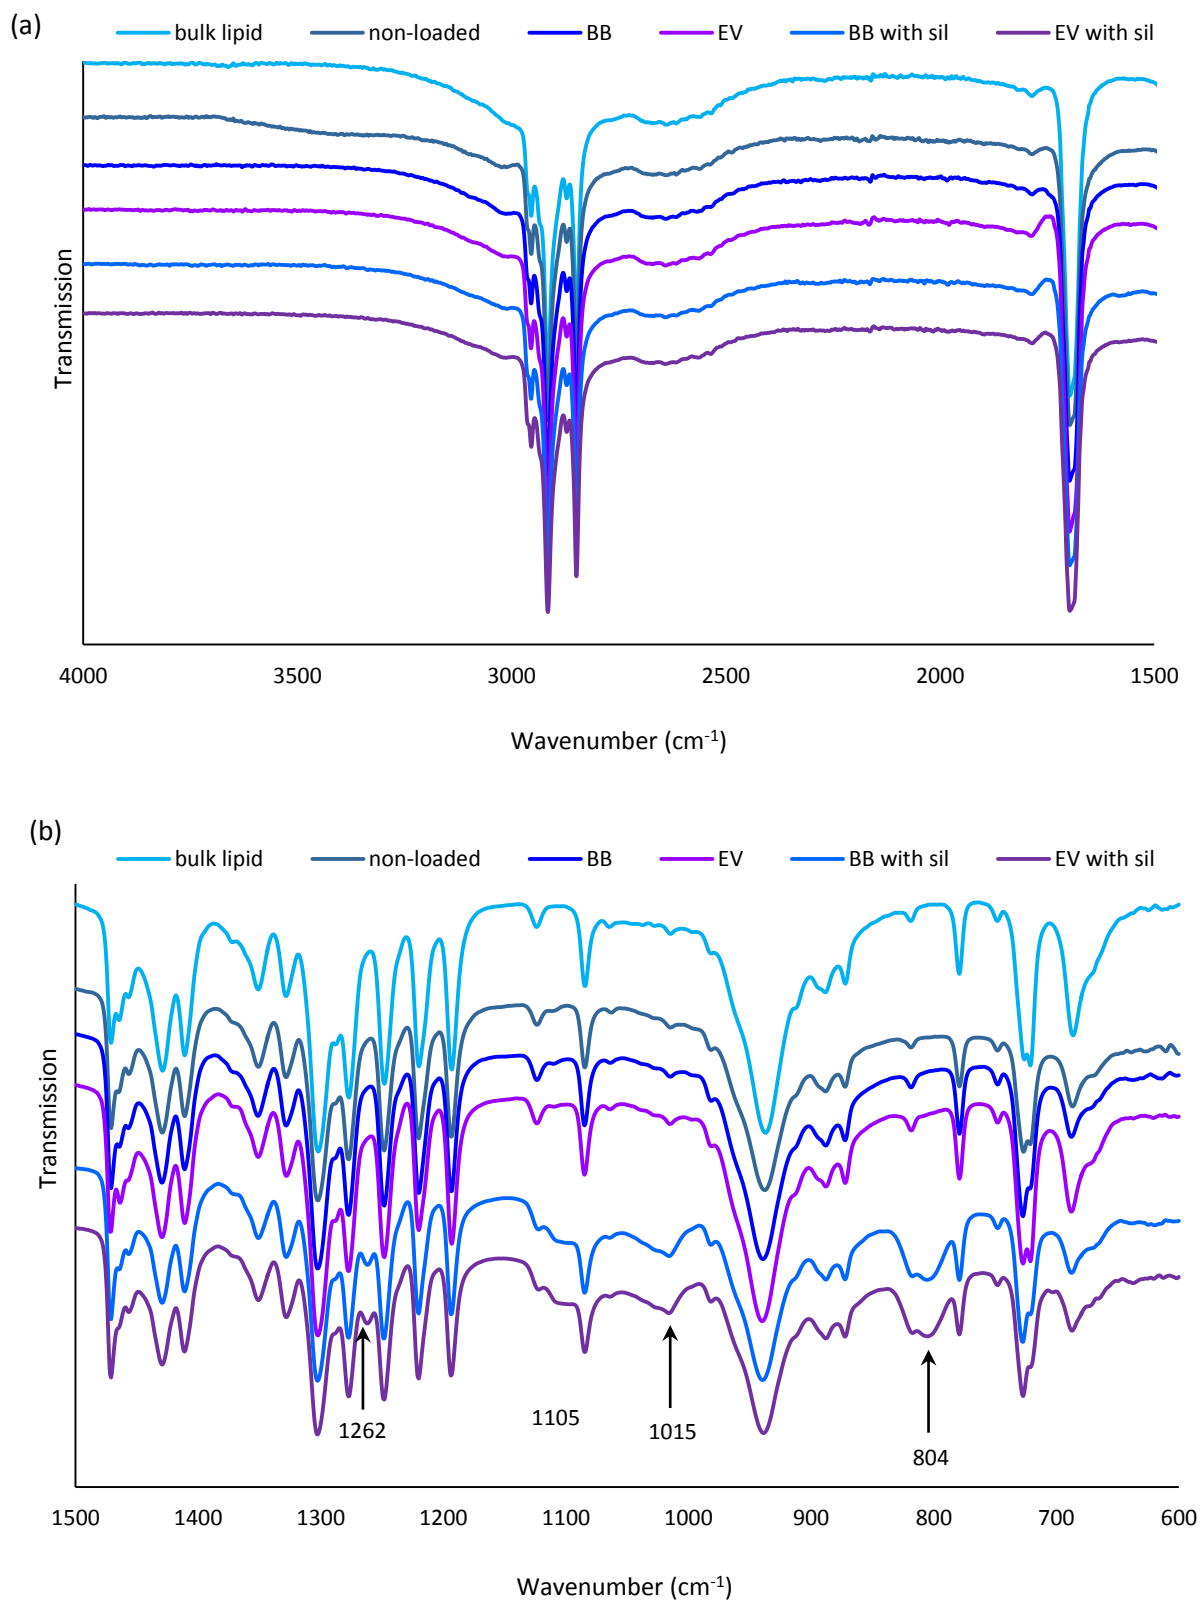 (a)
bulk lipid non-loaded BB EV BB with sil EV with sil
Transmission
4000 3500 3000 2500 2000 1500
Wavenumber (cm⁻¹)
(b)
bulk lipid non-loaded BB EV BB with sil EV with sil
Transmission
1262 1105 1015 804
1500 1400 1300 1200 1100 1000 900 800 700 600
Wavenumber (cm⁻¹)